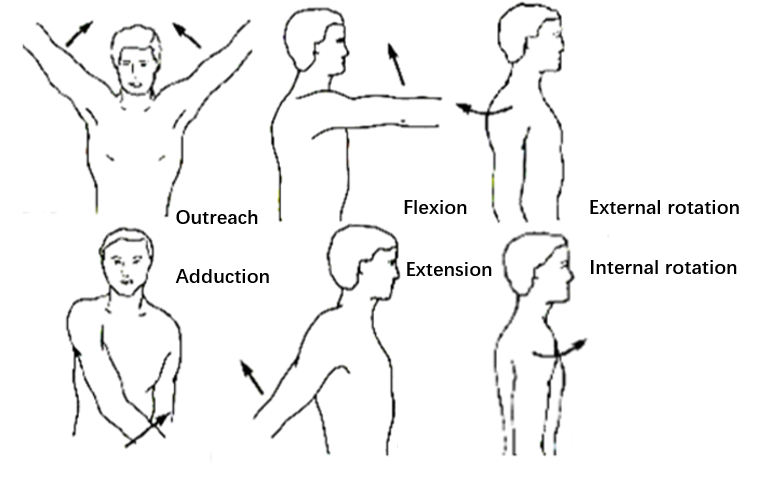 Outreach
Flexion
External rotation
Adduction
Extension
Internal rotation